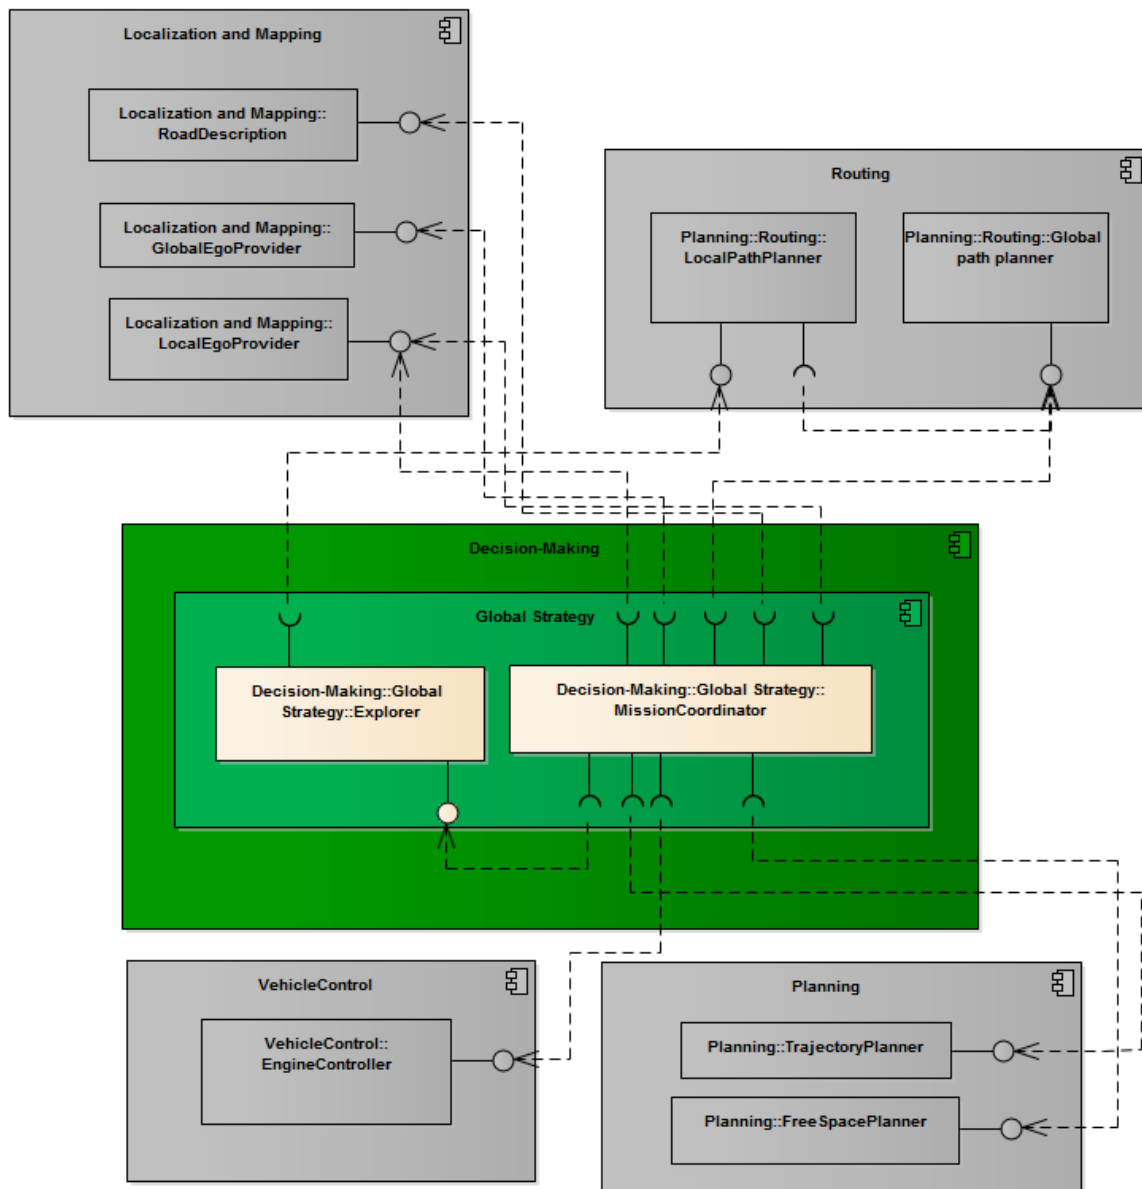 Localization and Mapping
Localization and Mapping::
RoadDescription
Localization and Mapping::
GlobalEgoProvider
Localization and Mapping::
LocalEgoProvider
Routing
Planning::Routing::
LocalPathPlanner
Planning::Routing::Global
path planner
Decision-Making
Global Strategy
Decision-Making::Global
Strategy::Explorer
Decision-Making::Global Strategy::
MissionCoordinator
VehicleControl
VehicleControl::
EngineController
Planning
Planning::TrajectoryPlanner
Planning::FreeSpacePlanner